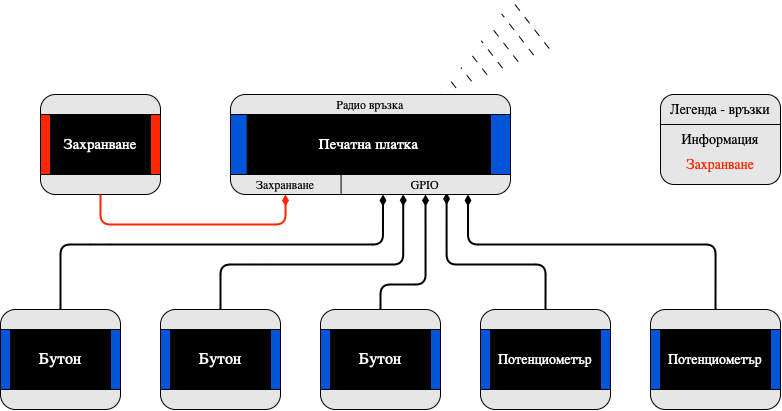 Радио връзка
Захранване
Печатна платка
Захранване
GPIO
Легенда - връзки
Информация
Захранване
Бутон
Бутон
Бутон
Потенциометър
Потенциометър